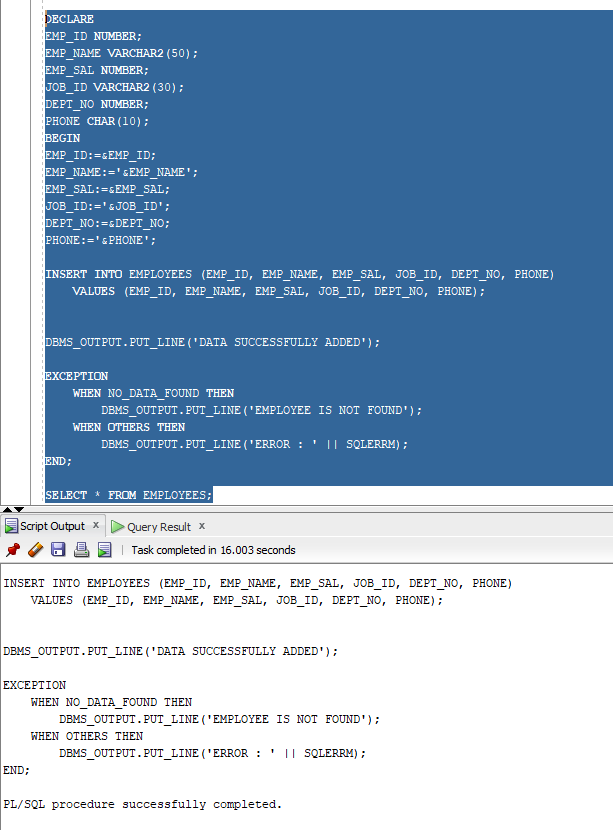 DECLARE
EMP_ID NUMBER;
EMP_NAME VARCHAR2(50);
EMP_SAL NUMBER;
JOB_ID VARCHAR2(30);
DEPT_NO NUMBER;
PHONE CHAR(10);
BEGIN
EMP_ID:=&EMP_ID;
EMP_NAME:='&EMP_NAME';
EMP_SAL:=&EMP_SAL;
JOB_ID:='&JOB_ID';
DEPT_NO:=&DEPT_NO;
PHONE:='&PHONE';
INSERT INTO EMPLOYEES (EMP_ID, EMP_NAME, EMP_SAL, JOB_ID, DEPT_NO, PHONE)
VALUES (EMP_ID, EMP_NAME, EMP_SAL, JOB_ID, DEPT_NO, PHONE);
DBMS_OUTPUT.PUT_LINE('DATA SUCCESSFULLY ADDED');
EXCEPTION
WHEN NO_DATA_FOUND THEN
DBMS_OUTPUT.PUT_LINE('EMPLOYEE IS NOT FOUND');
WHEN OTHERS THEN
DBMS_OUTPUT.PUT_LINE('ERROR : ' || SQLERRM);
END;
SELECT * FROM EMPLOYEES;
Script Output x Query Result x
Task completed in 16.003 seconds
INSERT INTO EMPLOYEES (EMP_ID, EMP_NAME, EMP_SAL, JOB_ID, DEPT_NO, PHONE)
VALUES (EMP_ID, EMP_NAME, EMP_SAL, JOB_ID, DEPT_NO, PHONE);
DBMS_OUTPUT.PUT_LINE('DATA SUCCESSFULLY ADDED');
EXCEPTION
WHEN NO_DATA_FOUND THEN
DBMS_OUTPUT.PUT_LINE('EMPLOYEE IS NOT FOUND');
WHEN OTHERS THEN
DBMS_OUTPUT.PUT_LINE('ERROR : ' || SQLERRM);
END;
PL/SQL procedure successfully completed.